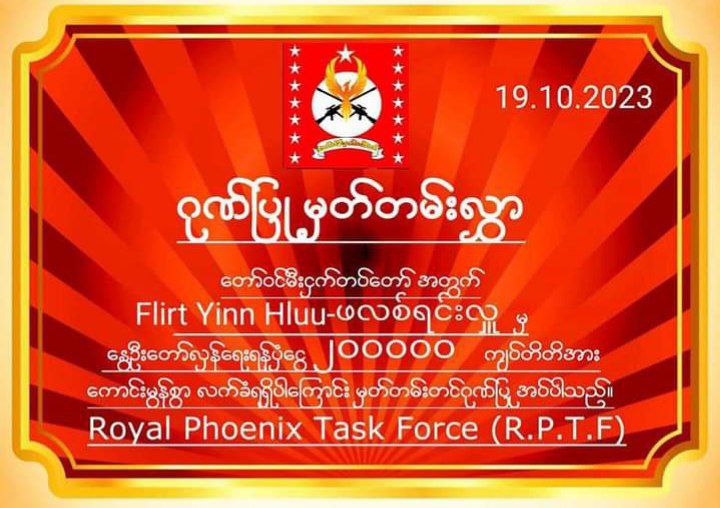 19.10.2023
ဂုဏ်ပြုမှတ်တမ်းလွှာ
တော်ဝင်မီးငှက်တပ်တော် အတွက်
Flirt Yinn Hluu-ဖလစ်ရင်းလှူ မှ
နွေဦးတော်လှန်ရေးရန်ပုံငွေ ၂၀၀၀၀၀ ကျပ်တိတိအား
ကောင်းမွန်စွာ လက်ခံရရှိပါကြောင်း မှတ်တမ်းတင်ဂုဏ်ပြု အပ်ပါသည်။
Royal Phoenix Task Force (R.P.T.F)